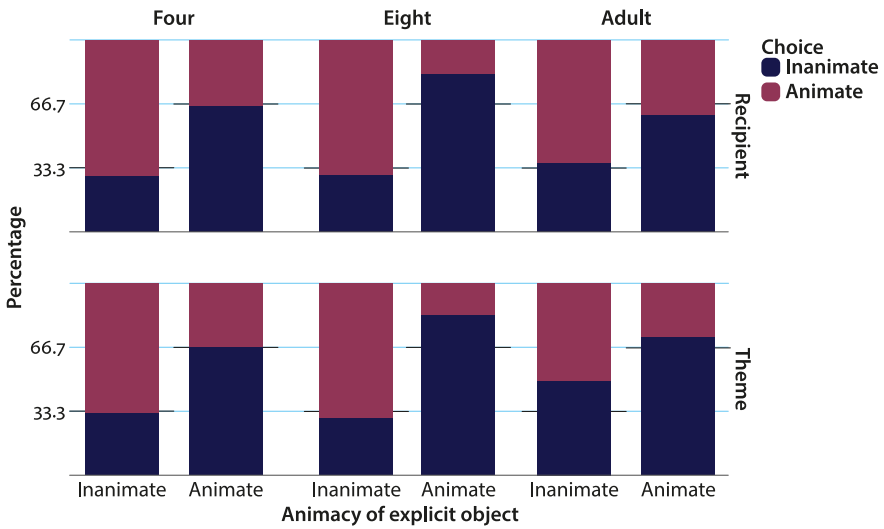 Four Eight Adult
Choice
Inanimate
Animate
66.7
33.3
Recipient
Percentage
66.7
33.3
Theme
Inanimate Animate Inanimate Animate Inanimate Animate
Animacy of explicit object